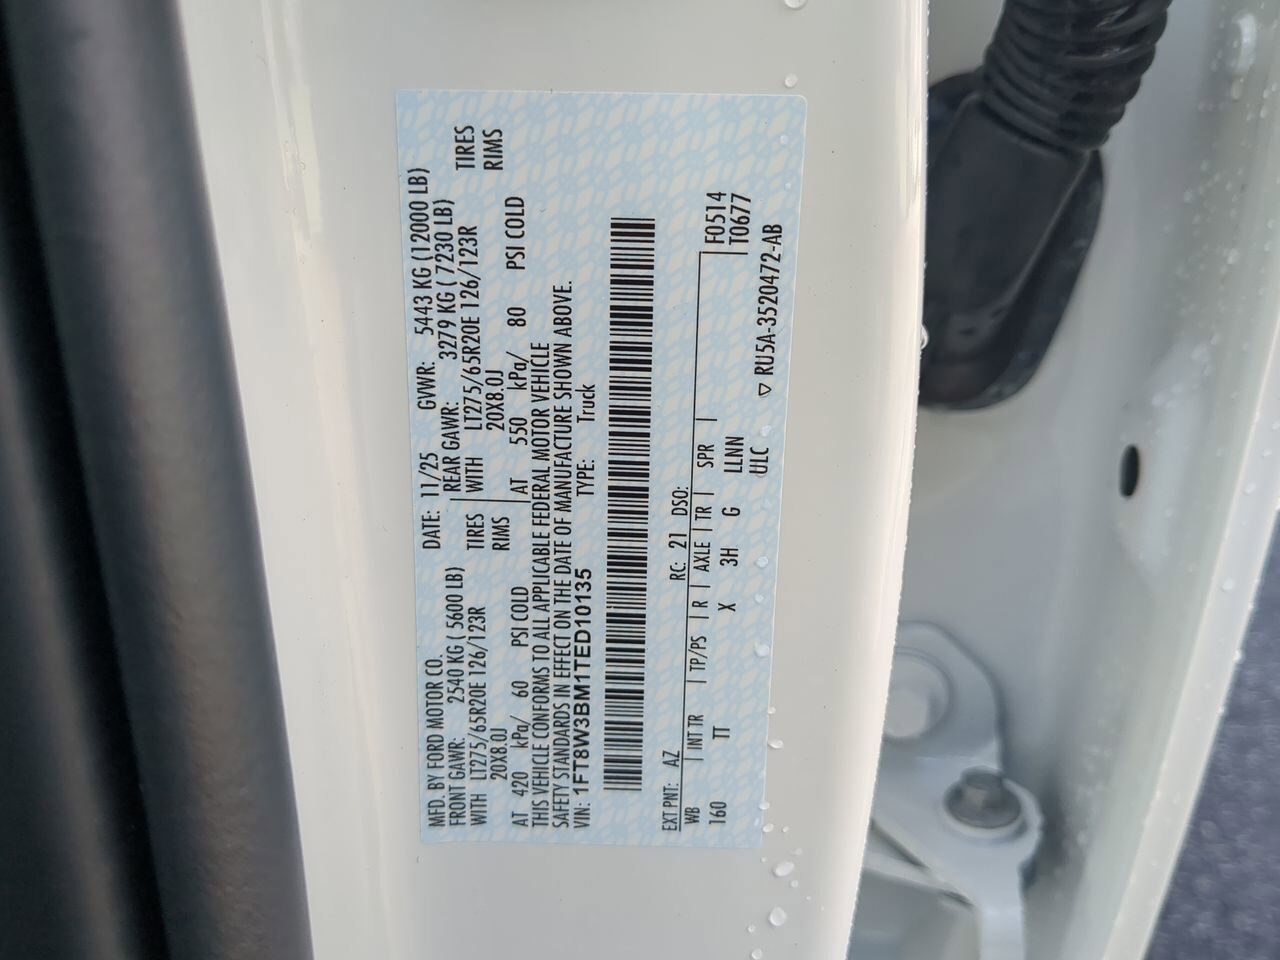 MFD. BY FORD MOTOR CO. DATE: 11/25 GVWR: 5443 KG (12000 LB)
FRONT GAWR: 2540 KG ( 5600 LB) REAR GAWR: 3279 KG ( 7230 LB)
WITH LT275/65R20E 126/123R TIRES WITH LT275/65R20E 126/123R TIRES
20X8.0J RIMS 20X8.0J RIMS
AT 420 kPa/ 60 PSI COLD AT 550 kPa/ 80 PSI COLD
THIS VEHICLE CONFORMS TO ALL APPLICABLE FEDERAL MOTOR VEHICLE
SAFETY STANDARDS IN EFFECT ON THE DATE OF MANUFACTURE SHOWN ABOVE.
VIN: 1FT8W3BM1TED10135 TYPE: Truck
EXT PNT: AZ RC: 21 DSO:
WB | INT TR | TP/PS | R | AXLE | TR | SPR | F0514
160 TT X 3H G LLNN T0677
ULC
▽ RU5A-3520472-AB